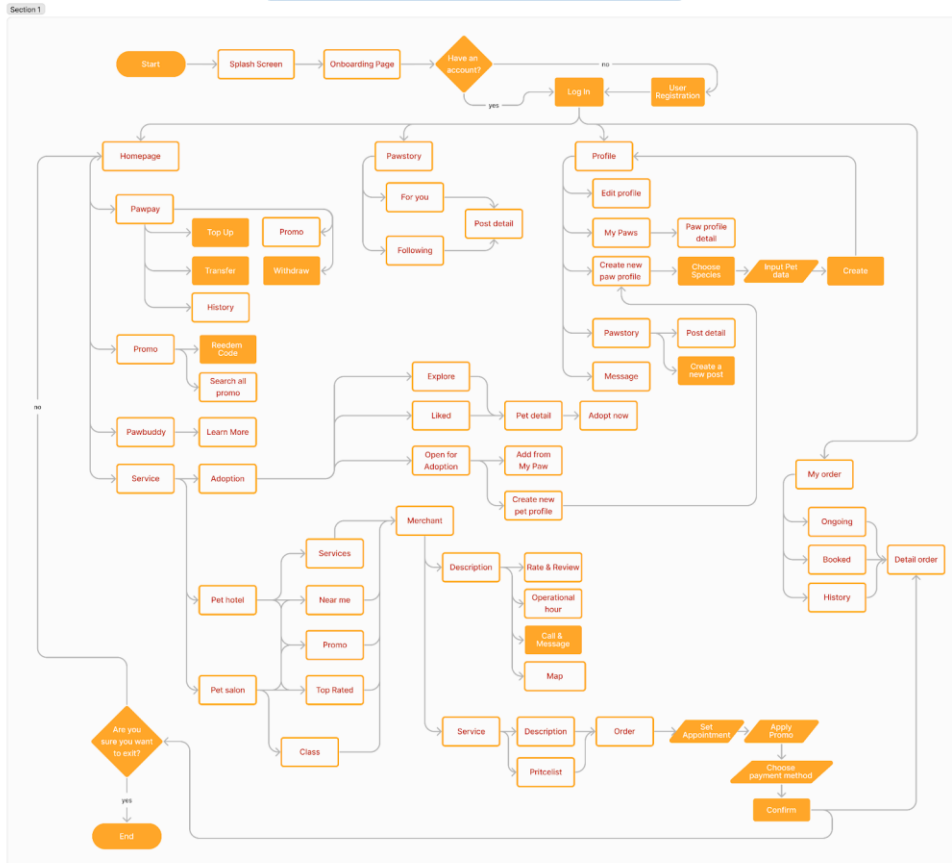 Section 1
Start
Splash Screen
Onboarding Page
Have an
account?
no
yes
Log In
User
Registration
Homepage
Pawstory
Profile
Pawpay
Top Up
Promo
Transfer
Withdraw
History
For you
Following
Post detail
Edit profile
My Paws
Paw profile
detail
Create new
paw profile
Choose
Species
Input Pet
data
Create
Pawstory
Post detail
Create a
new post
Message
Promo
Reedem
Code
Search all
promo
Pawbuddy
Learn More
Service
Adoption
Explore
Liked
Pet detail
Adopt now
Open for
Adoption
Add from
My Paw
Create new
pet profile
no
My order
Ongoing
Booked
History
Detail order
Merchant
Services
Near me
Promo
Top Rated
Class
Pet hotel
Pet salon
Description
Rate & Review
Operational
hour
Call &
Message
Map
Service
Description
Pritcelist
Order
Set
Appointment
Apply
Promo
Choose
payment method
Confirm
Are you
sure you want
to exit?
yes
End